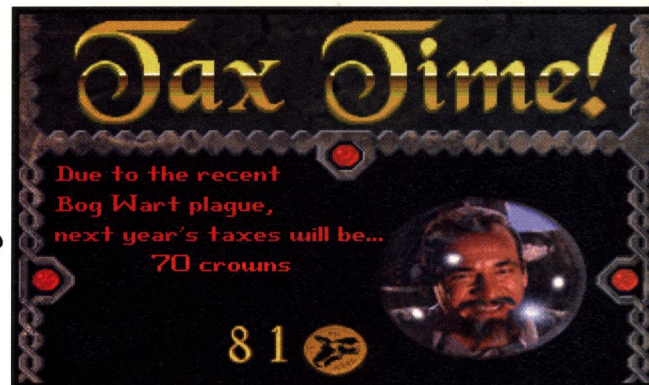 Tax Time!
Due to the recent
Bog Wart plague,
next year's taxes will be...
70 crowns
81